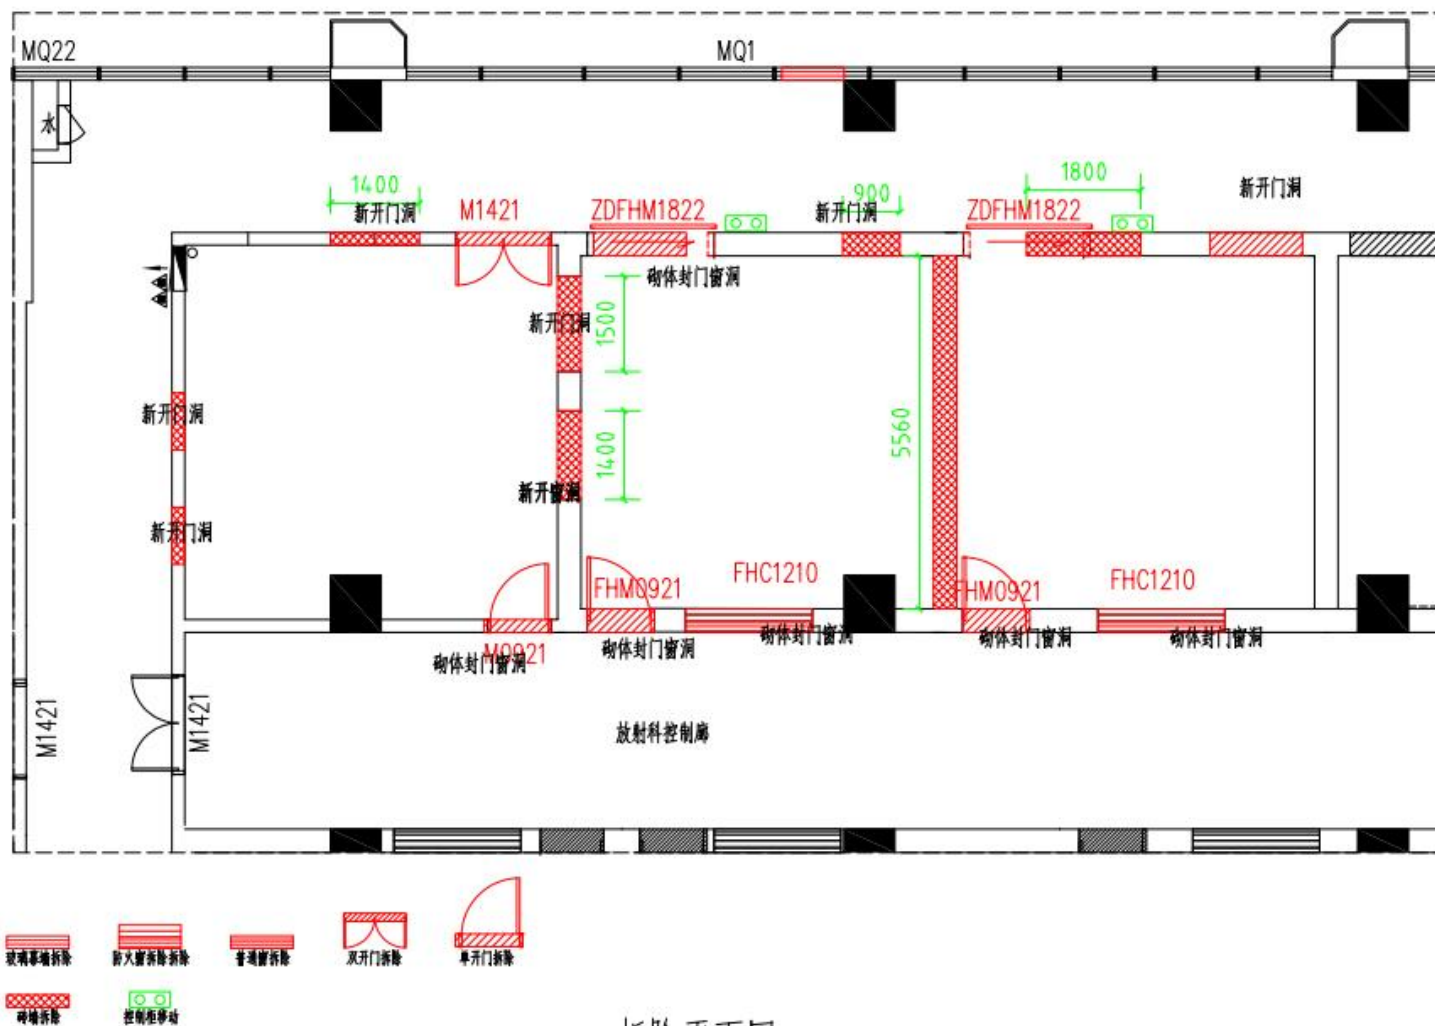 MQ22
MQ1
水
1400
新开门洞
M1421
ZDFHM1822
900
新开门洞
ZDFHM1822
1800
新开门洞
砌体封门窗洞
新开门洞
1500
新开门洞
1400
5560
新开窗洞
新开门洞
FHM0921
FHC1210
FHM0921
FHC1210
M0921
砌体封门窗洞
砌体封门窗洞
砌体封门窗洞
砌体封门窗洞
砌体封门窗洞
M1421
M1421
放射科控制廊
玻璃幕墙拆除
防火窗拆除拆除
普通窗拆除
双开门拆除
单开门拆除
砖墙拆除
控制柜移动